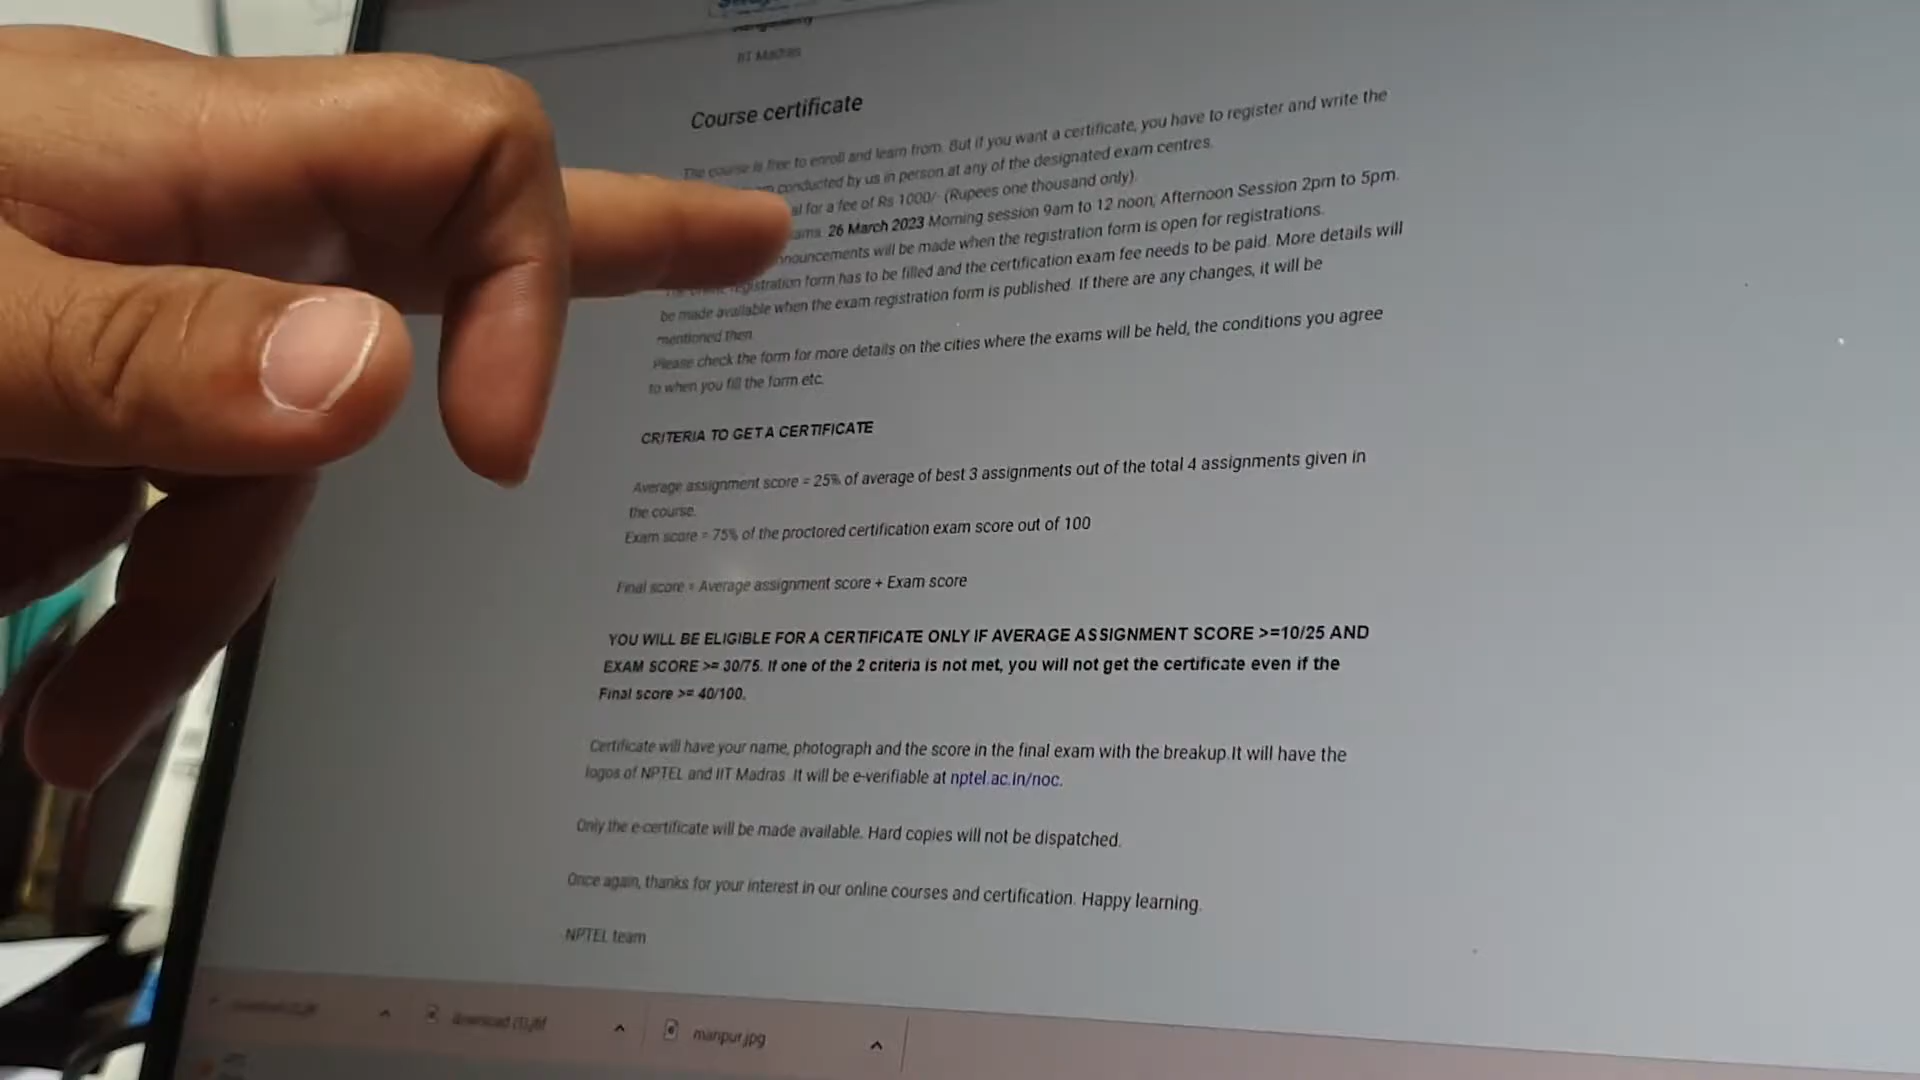 IIT Madras
Course certificate
The course is free to enroll and learn from. But if you want a certificate, you have to register and write the
conducted by us in person at any of the designated exam centres.
al for a fee of Rs 1000/- (Rupees one thousand only).
ams: 26 March 2023 Morning session 9am to 12 noon; Afternoon Session 2pm to 5pm.
nnouncements will be made when the registration form is open for registrations.
registration form has to be filled and the certification exam fee needs to be paid. More details will
be made available when the exam registration form is published. If there are any changes, it will be
mentioned then.
Please check the form for more details on the cities where the exams will be held, the conditions you agree
to when you fill the form etc.
CRITERIA TO GET A CERTIFICATE
Average assignment score = 25% of average of best 3 assignments out of the total 4 assignments given in
the course.
Exam score = 75% of the proctored certification exam score out of 100
Final score = Average assignment score + Exam score
YOU WILL BE ELIGIBLE FOR A CERTIFICATE ONLY IF AVERAGE ASSIGNMENT SCORE >=10/25 AND
EXAM SCORE >= 30/75. If one of the 2 criteria is not met, you will not get the certificate even if the
Final score >= 40/100.
Certificate will have your name, photograph and the score in the final exam with the breakup.It will have the
logos of NPTEL and IIT Madras .It will be e-verifiable at nptel.ac.in/noc.
Only the e-certificate will be made available. Hard copies will not be dispatched.
Once again, thanks for your interest in our online courses and certification. Happy learning.
NPTEL team
manpur.jpg